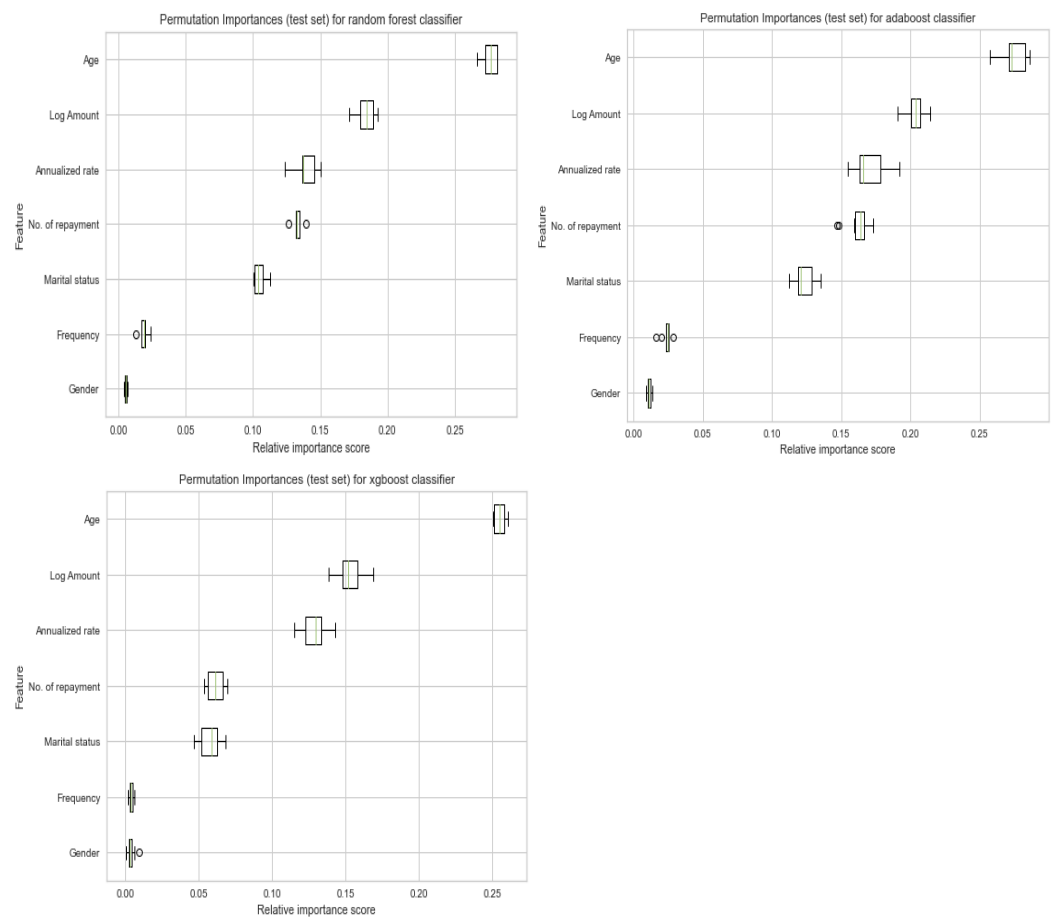 Permutation Importances (test set) for random forest classifier
Age
Log Amount
Annualized rate
No. of repayment
Marital status
Frequency
Gender
Feature
0.00 0.05 0.10 0.15 0.20 0.25
Relative importance score
Permutation Importances (test set) for adaboost classifier
Age
Log Amount
Annualized rate
No. of repayment
Marital status
Frequency
Gender
Feature
0.00 0.05 0.10 0.15 0.20 0.25
Relative importance score
Permutation Importances (test set) for xgboost classifier
Age
Log Amount
Annualized rate
No. of repayment
Marital status
Frequency
Gender
Feature
0.00 0.05 0.10 0.15 0.20 0.25
Relative importance score